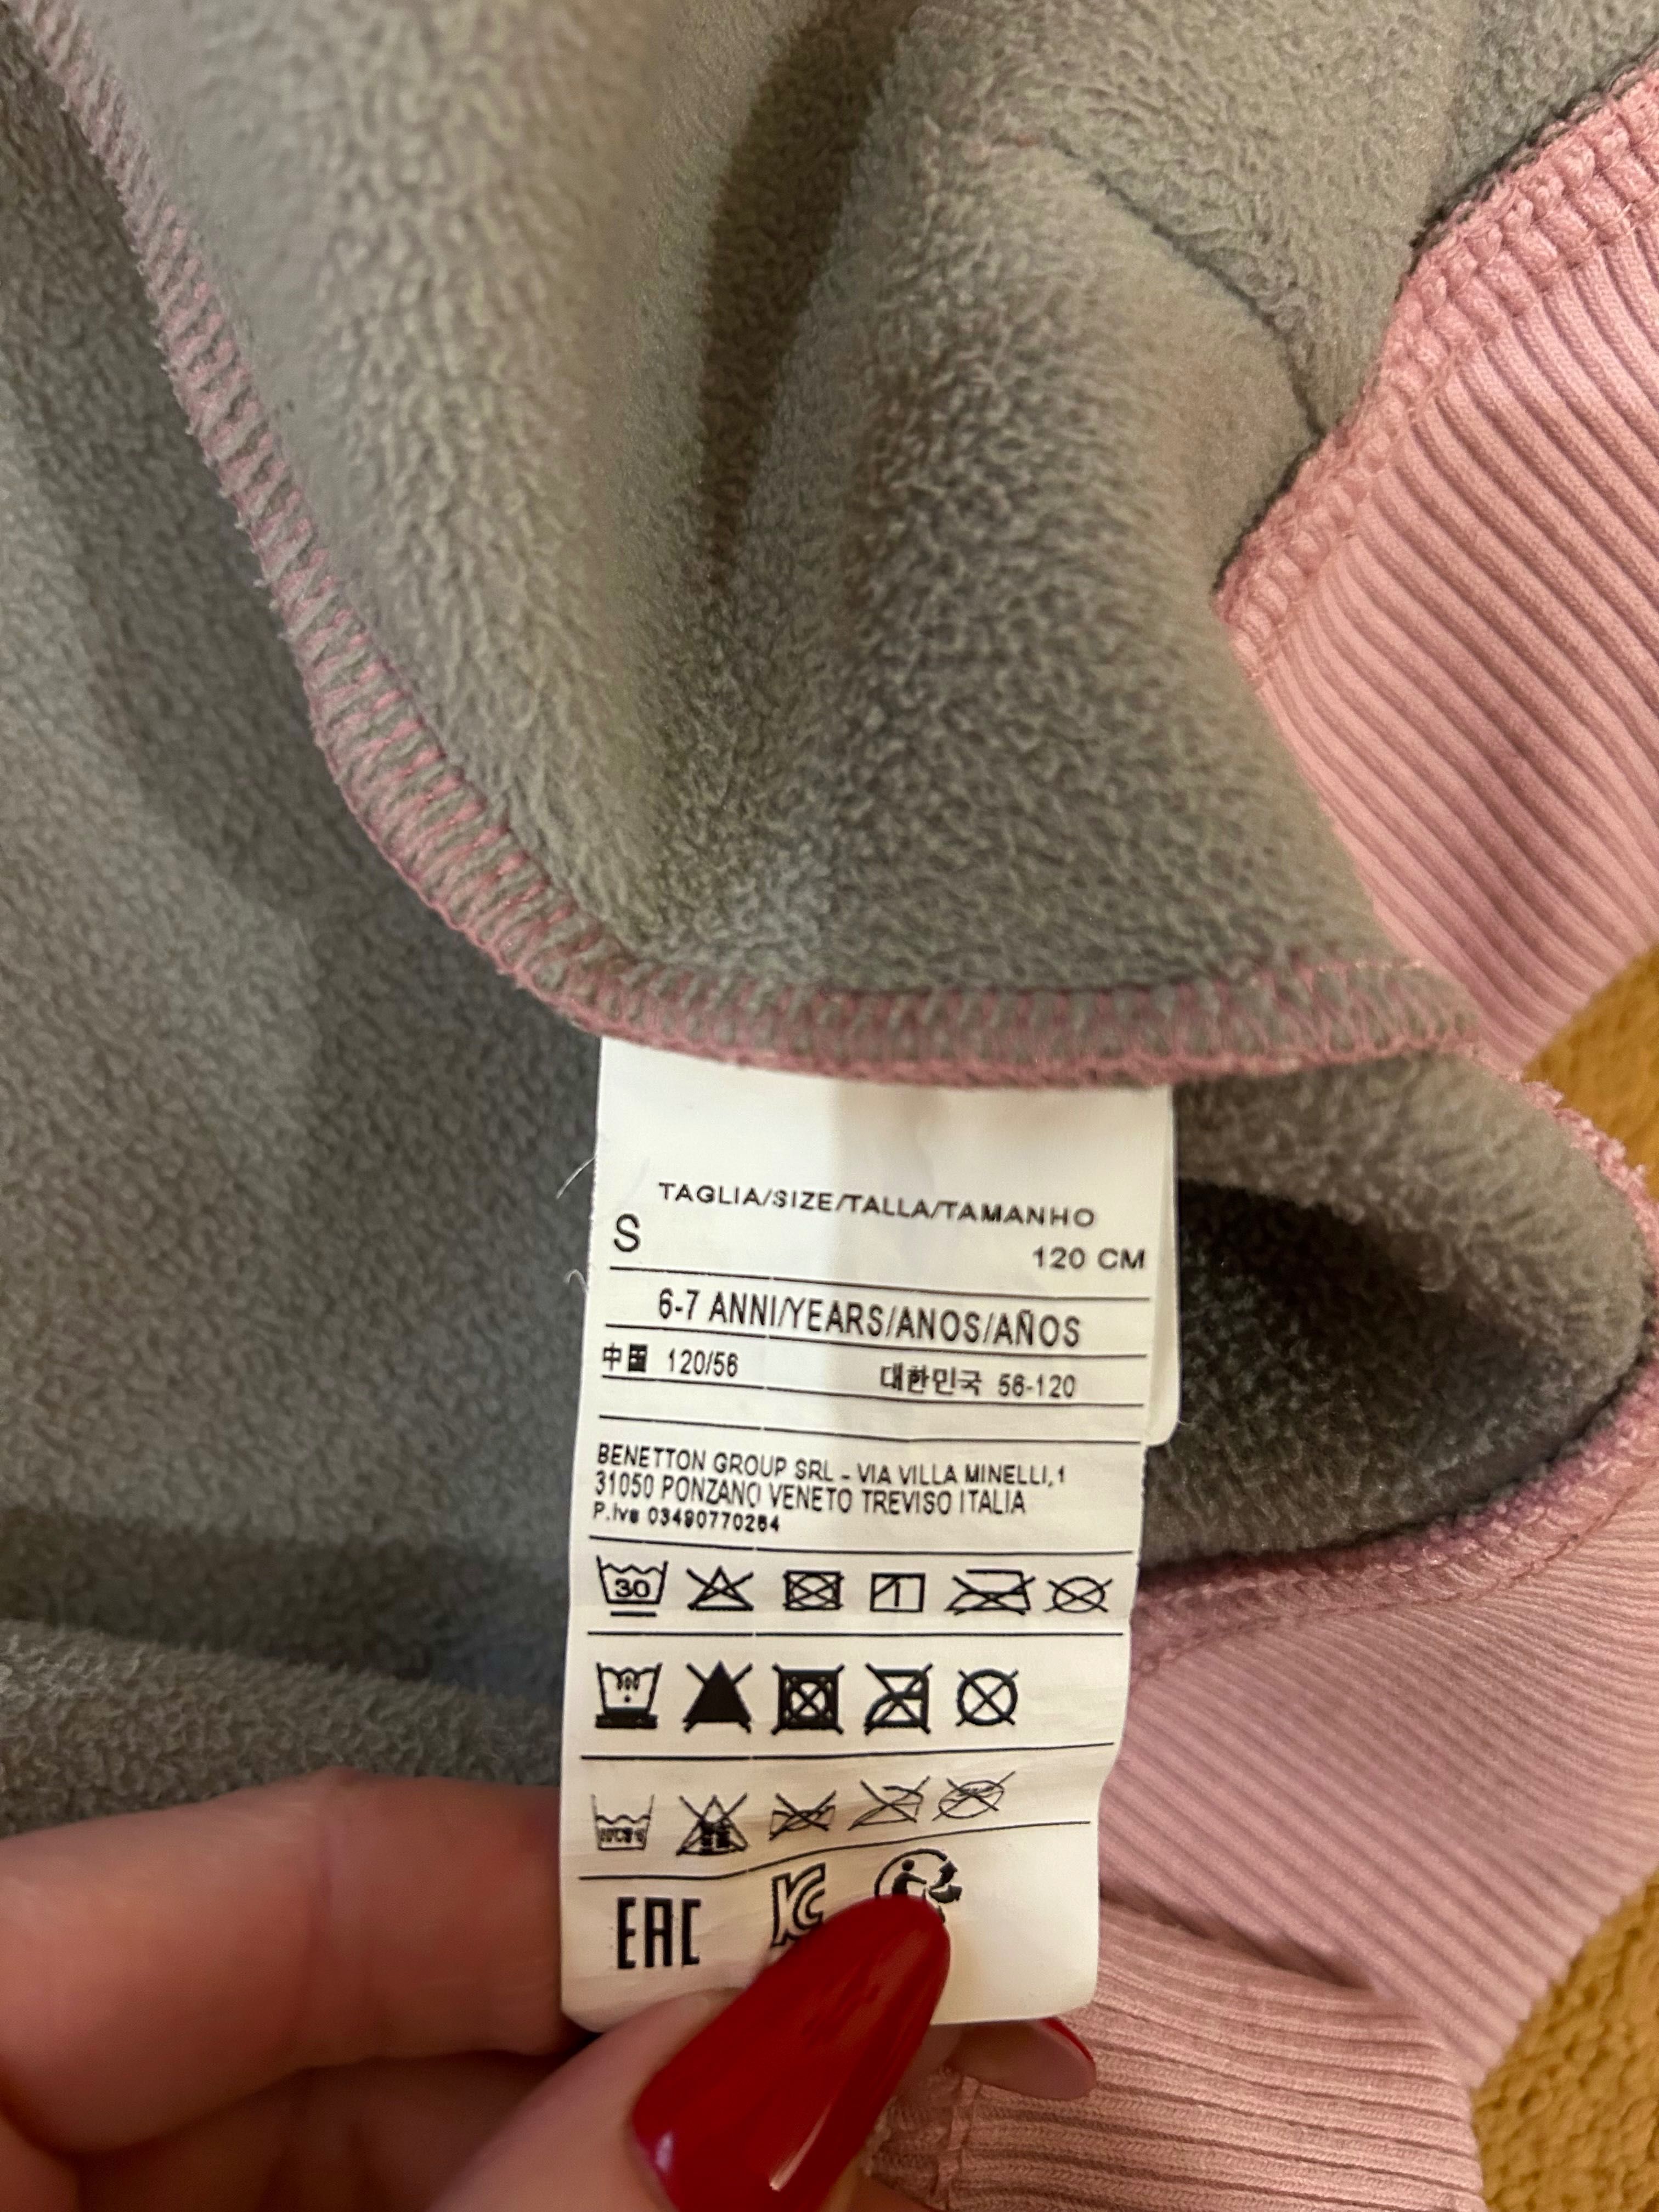 TAGLIA/SIZE/TALLA/TAMANHO
S 120 CM
6-7 ANNI/YEARS/ANOS/AÑOS
中国 120/56 대한민국 56-120
BENETTON GROUP SRL - VIA VILLA MINELLI,1
31050 PONZANO VENETO TREVISO ITALIA
P.Iva 03490770264
30
EAC